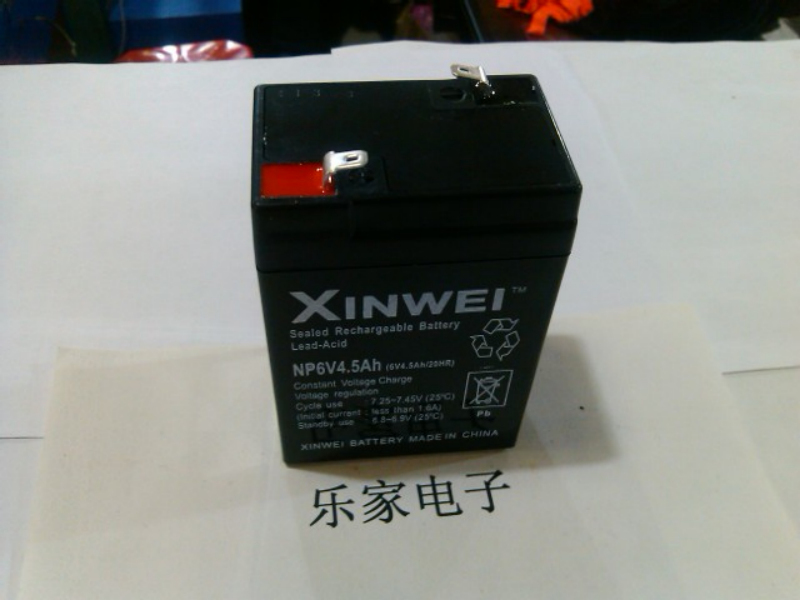 XINWEI™
Sealed Rechargeable Battery
Lead-Acid
NP6V4.5Ah (6V4.5Ah/20HR)
Constant Voltage Charge
Voltage regulation
Cycle use 7.25~7.45V (25°C)
(Initial current less than 1.6A)
Standby use 6.8~6.9V (25°C)
Pb
XINWEI BATTERY MADE IN CHINA
乐家电子